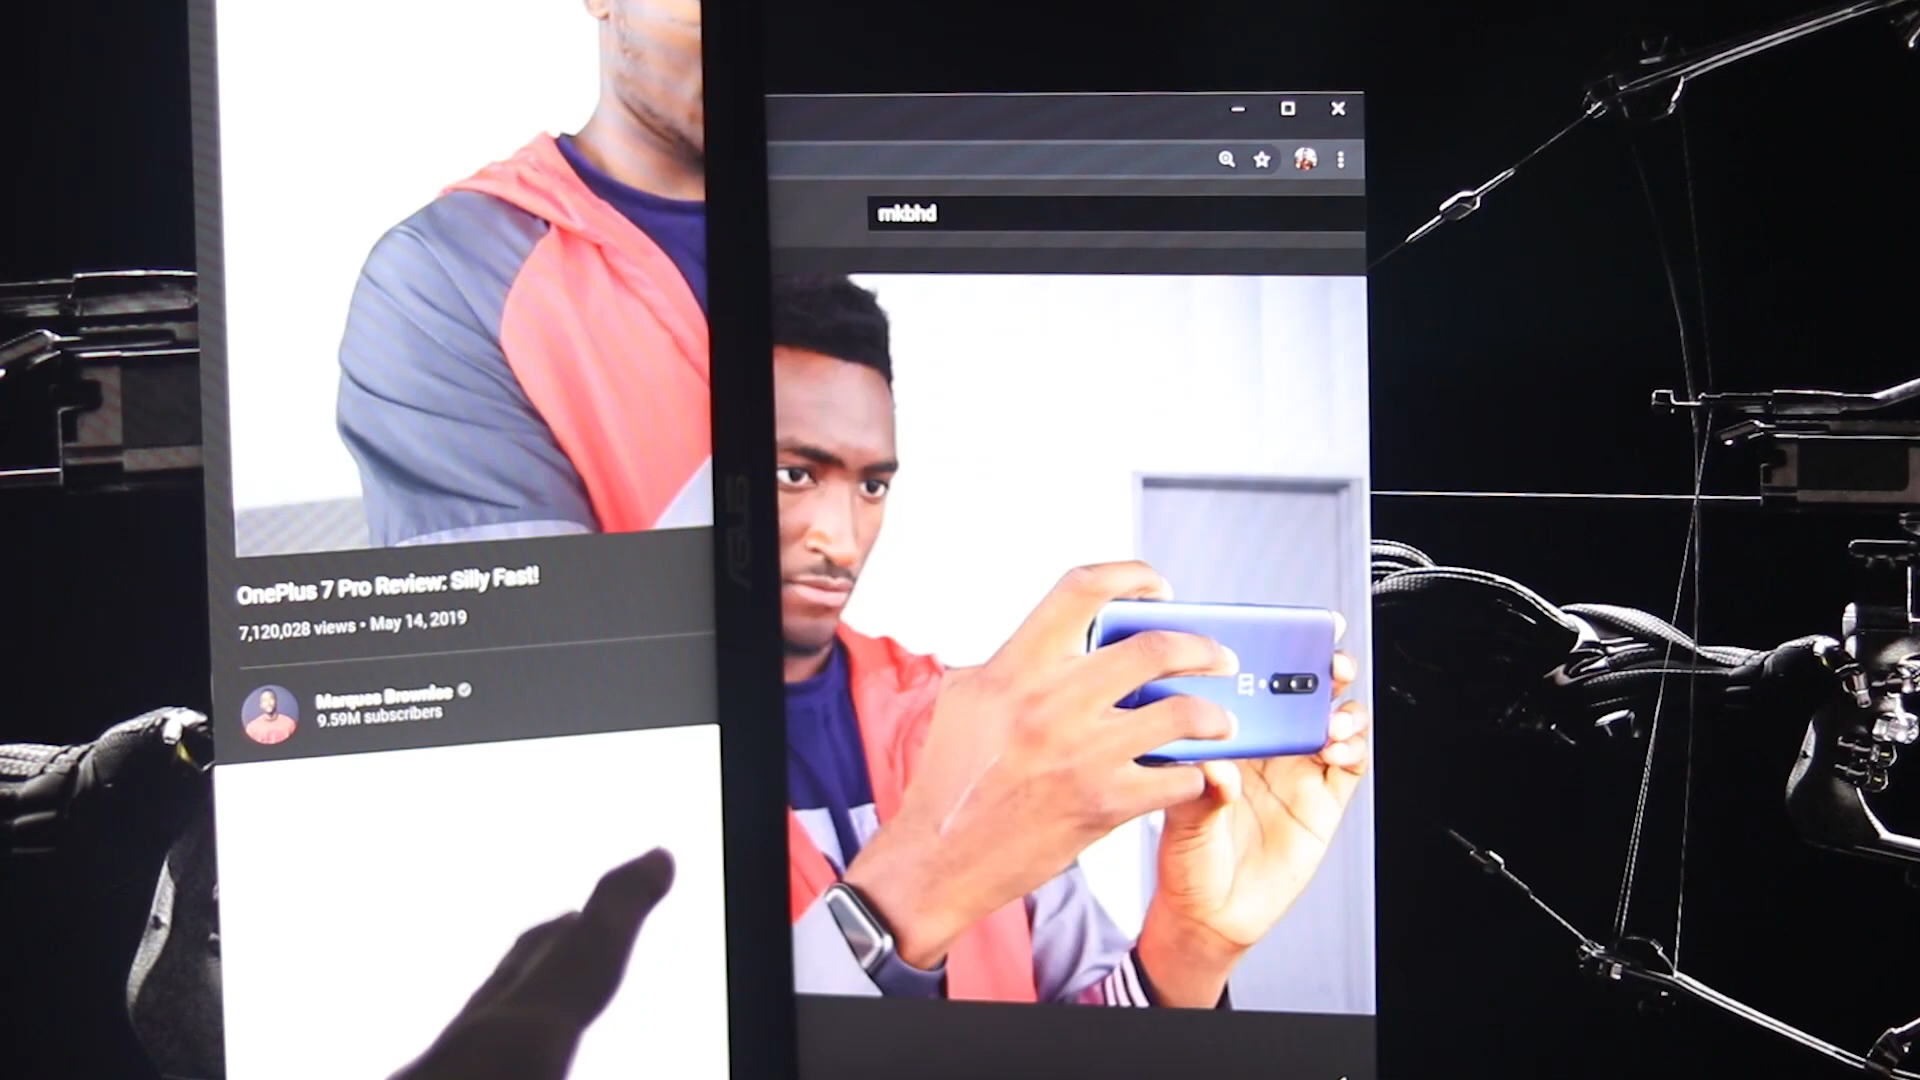 mkbhd
ASUS
OnePlus 7 Pro Review: Silly Fast!
7,120,028 views • May 14, 2019
Marques Brownlee
9.59M subscribers